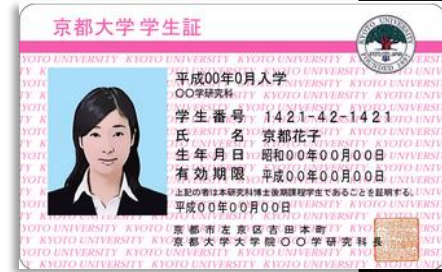 京都大学学生証
平成00年0月入学
〇〇学研究科
学生番号 1421-42-1421
氏 名 京都花子
生年月日 昭和00年00月00日
有効期限 平成00年00月00日
上記の者は本研究科博士後期課程学生であることを証明する。
平成00年00月00日
京都市左京区吉田本町
京都大学大学院〇〇学研究科長
KYOTO UNIVERSITY KYOTO UNIVERSITY KYOTO UNIVERSITY